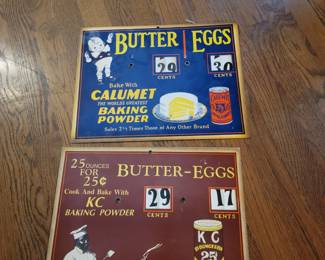 BUTTER EGGS
29 30
CENTS CENTS
Bake With
CALUMET
THE WORLD'S GREATEST
BAKING
POWDER
Sales 2½ Times Those of Any Other Brand
25 OUNCES
FOR
25¢
BUTTER-EGGS
Cook And Bake With
KC
BAKING POWDER
29 17
CENTS CENTS
KC
25